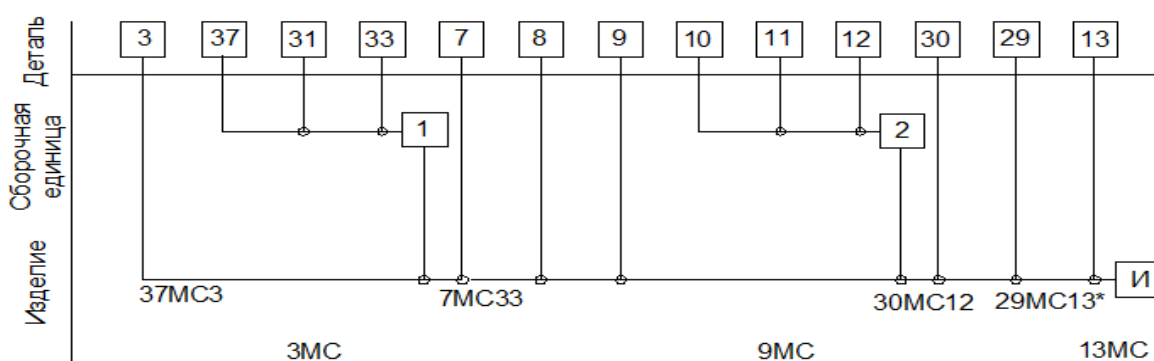 Деталь
3 37 31 33 7 8 9 10 11 12 30 29 13
Сборочная
единица
1 2
Изделие
И
37МС3 7МС33 30МС12 29МС13*
3МС 9МС 13МС